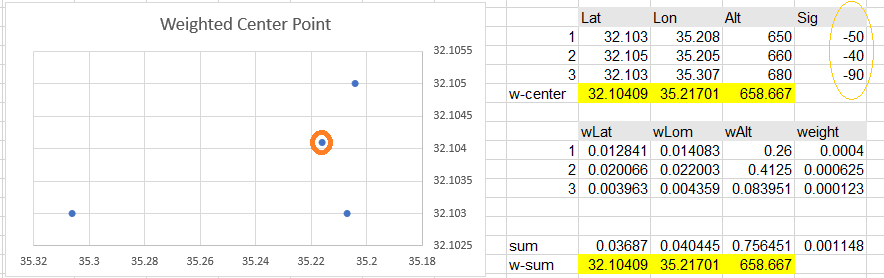 Weighted Center Point
32.1055
32.105
32.1045
32.104
32.1035
32.103
32.1025
35.32 35.3 35.28 35.26 35.24 35.22 35.2 35.18
Lat Lon Alt Sig
1 32.103 35.208 650 -50
2 32.105 35.205 660 -40
3 32.103 35.307 680 -90
w-center 32.10409 35.21701 658.667
wLat wLom wAlt weight
1 0.012841 0.014083 0.26 0.0004
2 0.020066 0.022003 0.4125 0.000625
3 0.003963 0.004359 0.083951 0.000123
sum 0.03687 0.040445 0.756451 0.001148
w-sum 32.10409 35.21701 658.667